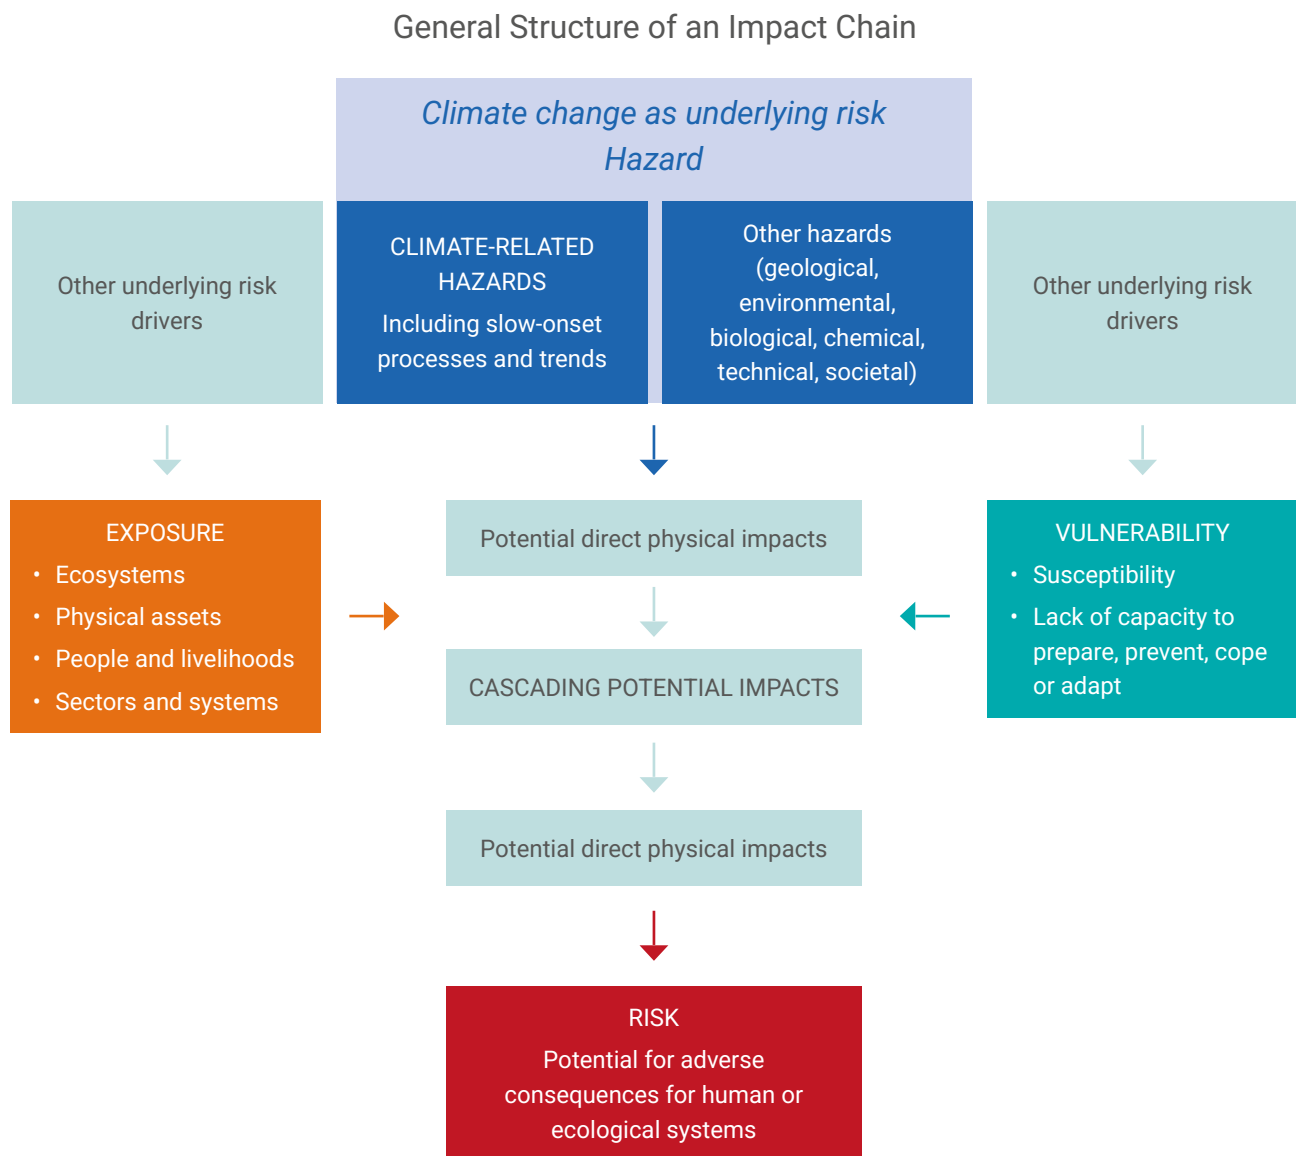 General Structure of an Impact Chain
Climate change as underlying risk
Hazard
Other underlying risk
drivers
CLIMATE-RELATED
HAZARDS
Including slow-onset
processes and trends
Other hazards
(geological,
environmental,
biological, chemical,
technical, societal)
Other underlying risk
drivers
EXPOSURE
• Ecosystems
• Physical assets
• People and livelihoods
• Sectors and systems
Potential direct physical impacts
CASCADING POTENTIAL IMPACTS
Potential direct physical impacts
VULNERABILITY
• Susceptibility
• Lack of capacity to
prepare, prevent, cope
or adapt
RISK
Potential for adverse
consequences for human or
ecological systems